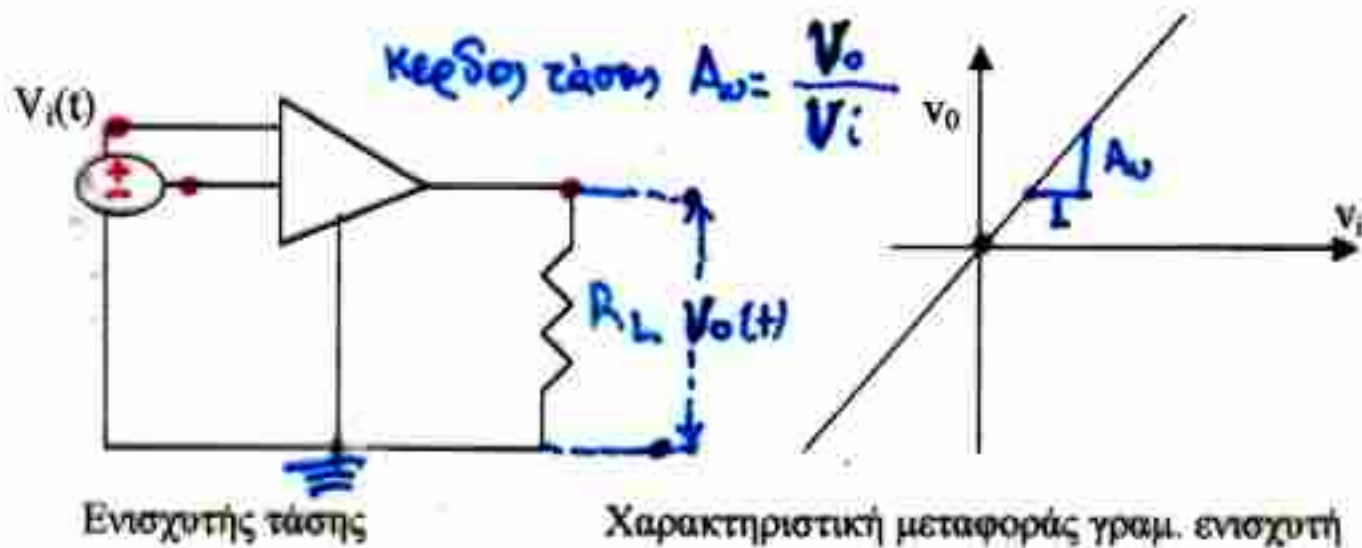 κερδος τάσης Aυ = Vo / Vi
Vi(t)
+
-
RL Vo(t)
v0
Aυ
1
vi
Ενισχυτής τάσης
Χαρακτηριστική μεταφοράς γραμ. ενισχυτή